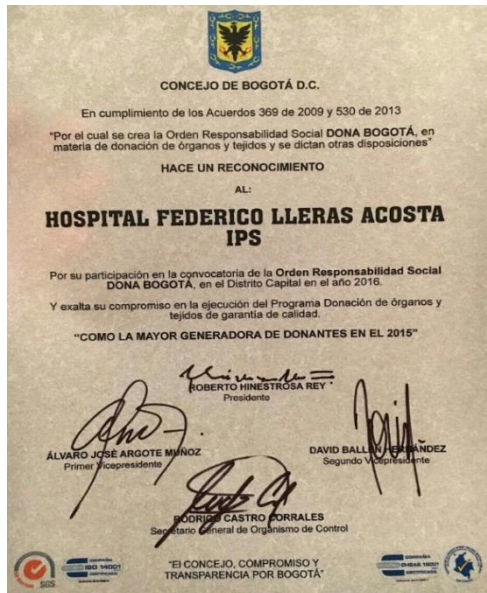 CONCEJO DE BOGOTÁ D.C.
En cumplimiento de los Acuerdos 369 de 2009 y 530 de 2013
"Por el cual se crea la Orden Responsabilidad Social DONA BOGOTÁ, en
materia de donación de órganos y tejidos y se dictan otras disposiciones"
HACE UN RECONOCIMIENTO
AL:
HOSPITAL FEDERICO LLERAS ACOSTA
IPS
Por su participación en la convocatoria de la Orden Responsabilidad Social
DONA BOGOTÁ, en el Distrito Capital en el año 2016.
Y exalta su compromiso en la ejecución del Programa Donación de órganos y
tejidos de garantía de calidad.
"COMO LA MAYOR GENERADORA DE DONANTES EN EL 2015"
ROBERTO HINESTROSA REY
Presidente
ÁLVARO JOSÉ ARGOTE MUÑOZ
Primer Vicepresidente
DAVID BALLÉN HERNÁNDEZ
Segundo Vicepresidente
RODRIGO CASTRO CORRALES
Secretario General de Organismo de Control
"El CONCEJO, COMPROMISO Y
TRANSPARENCIA POR BOGOTÁ"
SGS
ISO 14001
OHSAS 18001